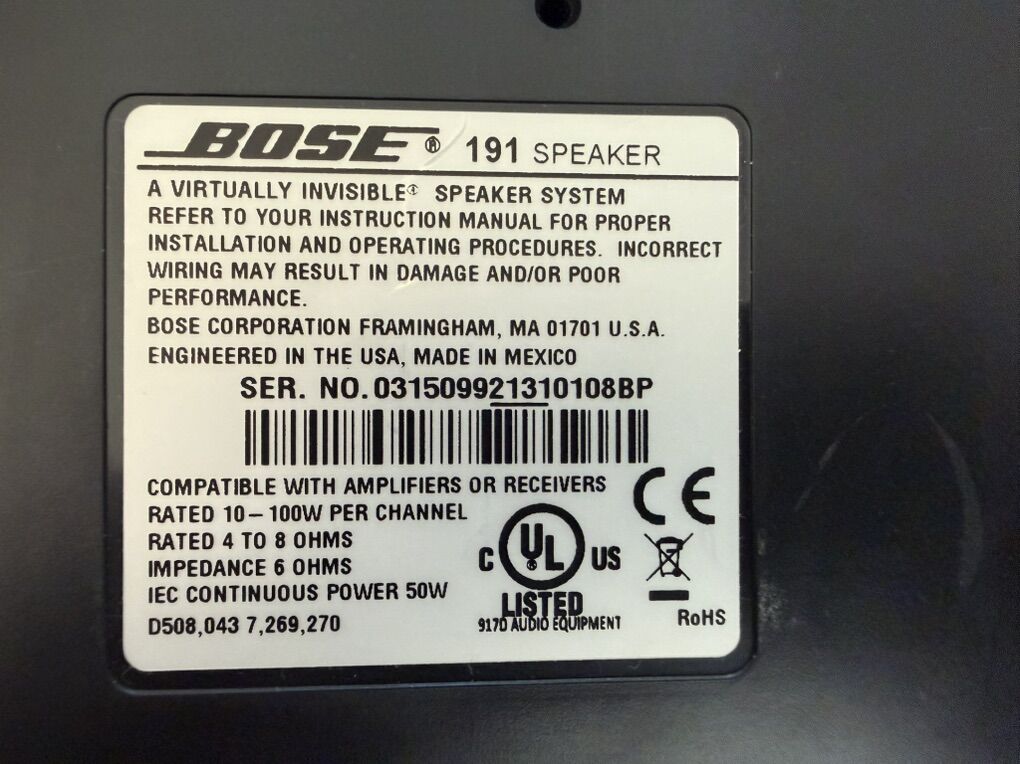 BOSE® 191 SPEAKER
A VIRTUALLY INVISIBLE® SPEAKER SYSTEM
REFER TO YOUR INSTRUCTION MANUAL FOR PROPER
INSTALLATION AND OPERATING PROCEDURES. INCORRECT
WIRING MAY RESULT IN DAMAGE AND/OR POOR
PERFORMANCE.
BOSE CORPORATION FRAMINGHAM, MA 01701 U.S.A.
ENGINEERED IN THE USA, MADE IN MEXICO
SER. NO. 031509921310108BP
COMPATIBLE WITH AMPLIFIERS OR RECEIVERS
RATED 10-100W PER CHANNEL
RATED 4 TO 8 OHMS
IMPEDANCE 6 OHMS
IEC CONTINUOUS POWER 50W
D508,043 7,269,270
CE
C UL US
LISTED
917D AUDIO EQUIPMENT
RoHS